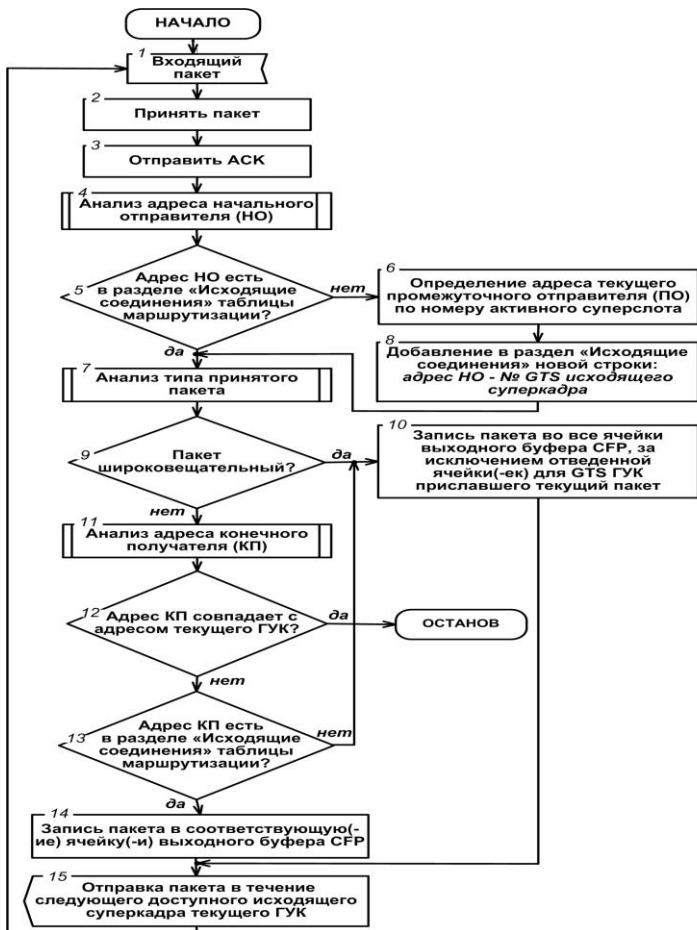 НАЧАЛО
1
Входящий
пакет
2
Принять пакет
3
Отправить ACK
4
Анализ адреса начального
отправителя (НО)
5
Адрес НО есть
в разделе «Исходящие
соединения» таблицы
маршрутизации?
нет
да
6
Определение адреса текущего
промежуточного отправителя (ПО)
по номеру активного суперслота
8
Добавление в раздел «Исходящие
соединения» новой строки:
адрес НО - № GTS исходящего
суперкадра
7
Анализ типа принятого
пакета
9
Пакет
широковещательный?
да
нет
10
Запись пакета во все ячейки
выходного буфера CFP, за
исключением отведенной
ячейки(-ек) для GTS ГУК
приславшего текущий пакет
11
Анализ адреса конечного
получателя (КП)
12
Адрес КП совпадает с
адресом текущего ГУК?
да
нет
ОСТАНОВ
13
Адрес КП есть
в разделе «Исходящие
соединения» таблицы
маршрутизации?
нет
да
14
Запись пакета в соответствующую(-
ие) ячейку(-и) выходного буфера CFP
15
Отправка пакета в течение
следующего доступного исходящего
суперкадра текущего ГУК